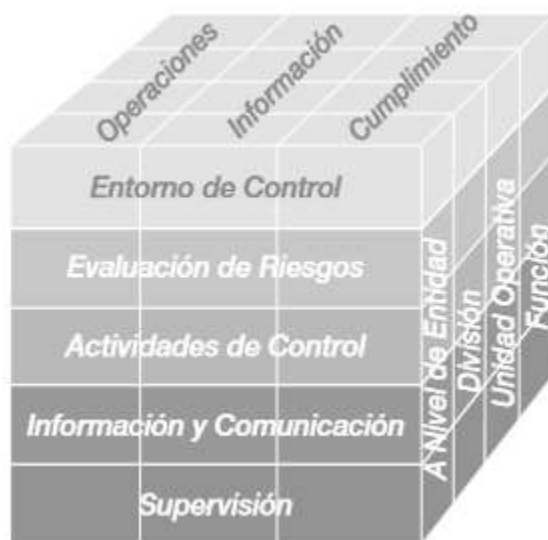 Operaciones
Información
Cumplimiento
Entorno de Control
Evaluación de Riesgos
Actividades de Control
Información y Comunicación
Supervisión
A Nivel de Entidad
División
Unidad Operativa
Función